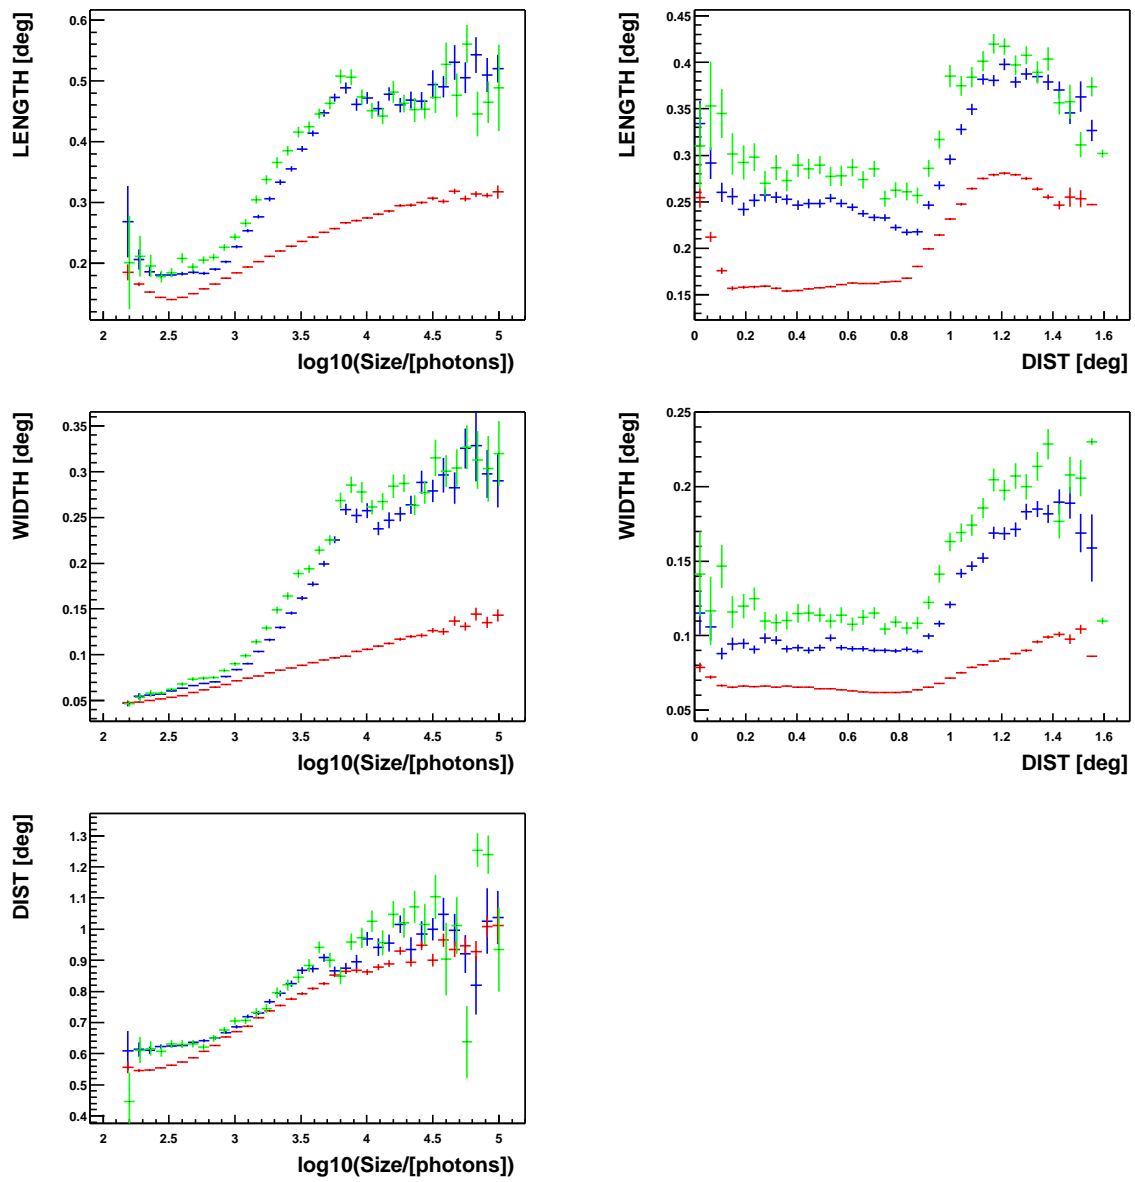 LENGTH [deg]
0.6
0.5
0.4
0.3
0.2
2 2.5 3 3.5 4 4.5 5
log10(Size/[photons])
LENGTH [deg]
0.45
0.4
0.35
0.3
0.25
0.2
0.15
0 0.2 0.4 0.6 0.8 1 1.2 1.4 1.6
DIST [deg]
WIDTH [deg]
0.35
0.3
0.25
0.2
0.15
0.1
0.05
2 2.5 3 3.5 4 4.5 5
log10(Size/[photons])
WIDTH [deg]
0.25
0.2
0.15
0.1
0.05
0 0.2 0.4 0.6 0.8 1 1.2 1.4 1.6
DIST [deg]
DIST [deg]
1.3
1.2
1.1
1
0.9
0.8
0.7
0.6
0.5
0.4
2 2.5 3 3.5 4 4.5 5
log10(Size/[photons])